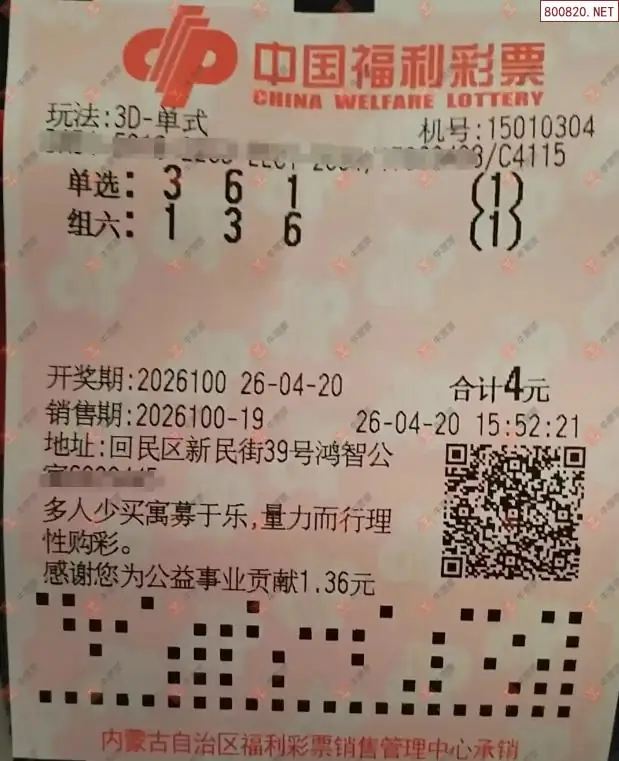 800820.NET
中国福利彩票
CHINA WELFARE LOTTERY
玩法:3D-单式
机号:15010304
/C4115
单选: 3 6 1 (1)
组六: 1 3 6 (1)
开奖期:2026100 26-04-20 合计4元
销售期:2026100-19 26-04-20 15:52:21
地址:回民区新民街39号鸿智公
多人少买寓募于乐,量力而行理
性购彩。
感谢您为公益事业贡献1.36元
内蒙古自治区福利彩票销售管理中心承销